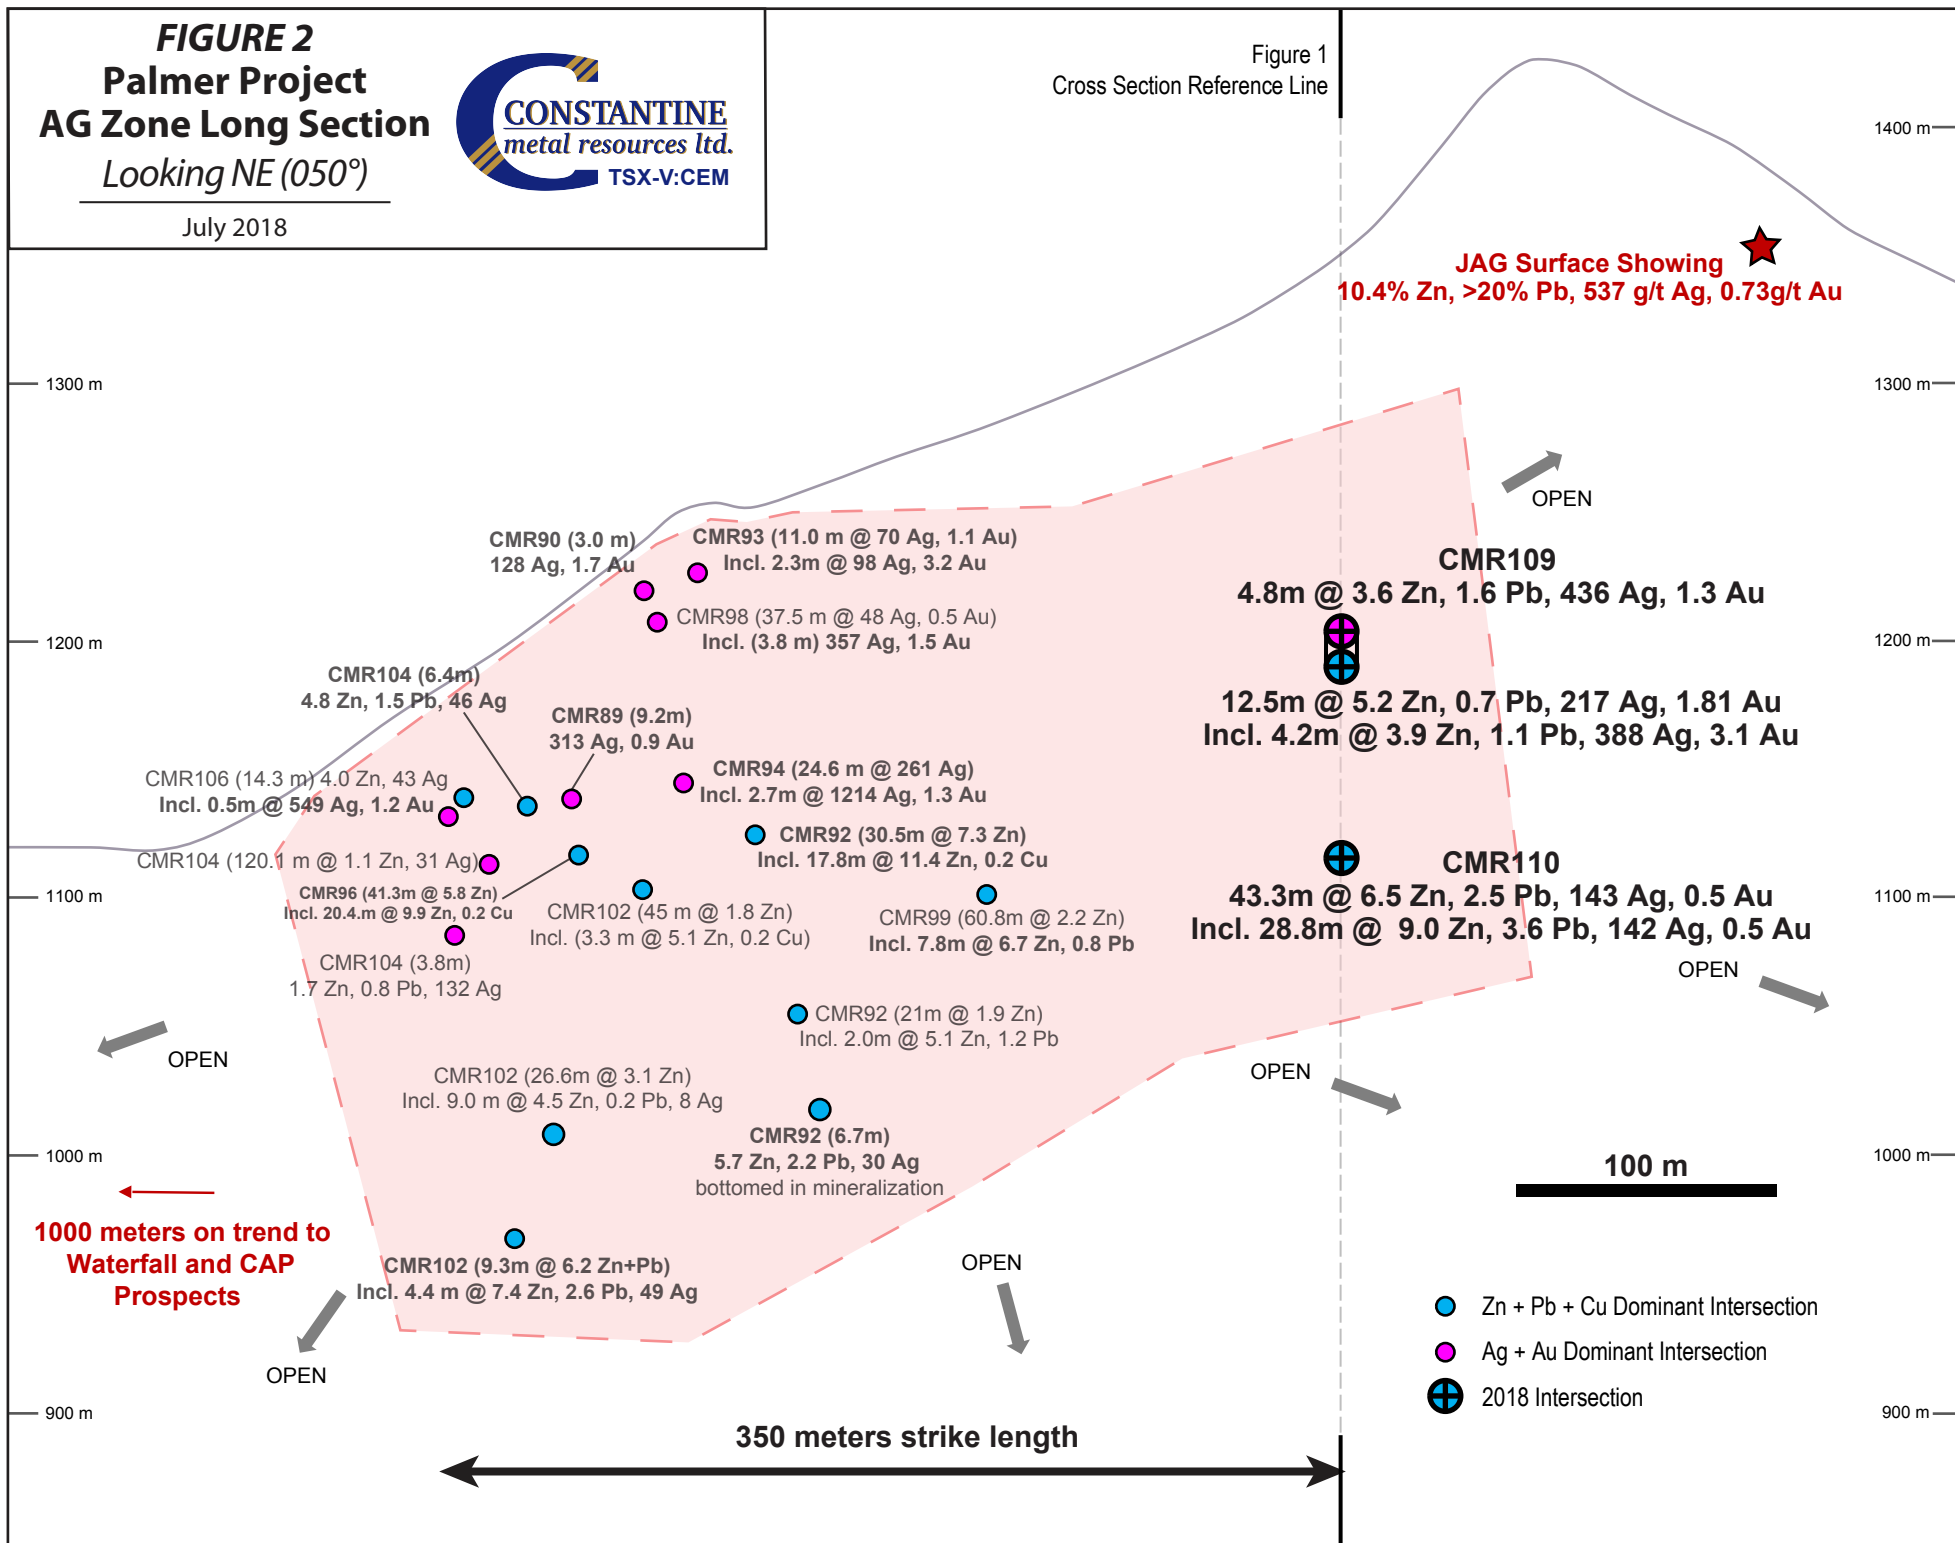 FIGURE 2
Palmer Project
AG Zone Long Section
Looking NE (050°)
July 2018
CONSTANTINE
metal resources ltd.
TSX-V:CEM
Figure 1
Cross Section Reference Line
1400 m
JAG Surface Showing
10.4% Zn, >20% Pb, 537 g/t Ag, 0.73g/t Au
1300 m
1300 m
OPEN
CMR90 (3.0 m)
128 Ag, 1.7 Au
CMR93 (11.0 m @ 70 Ag, 1.1 Au)
Incl. 2.3m @ 98 Ag, 3.2 Au
CMR98 (37.5 m @ 48 Ag, 0.5 Au)
Incl. (3.8 m) 357 Ag, 1.5 Au
CMR109
4.8m @ 3.6 Zn, 1.6 Pb, 436 Ag, 1.3 Au
1200 m
1200 m
12.5m @ 5.2 Zn, 0.7 Pb, 217 Ag, 1.81 Au
Incl. 4.2m @ 3.9 Zn, 1.1 Pb, 388 Ag, 3.1 Au
CMR104 (6.4m)
4.8 Zn, 1.5 Pb, 46 Ag
CMR89 (9.2m)
313 Ag, 0.9 Au
CMR106 (14.3 m) 4.0 Zn, 43 Ag
Incl. 0.5m @ 549 Ag, 1.2 Au
CMR94 (24.6 m @ 261 Ag)
Incl. 2.7m @ 1214 Ag, 1.3 Au
CMR92 (30.5m @ 7.3 Zn)
Incl. 17.8m @ 11.4 Zn, 0.2 Cu
CMR104 (120.1 m @ 1.1 Zn, 31 Ag)
CMR96 (41.3m @ 5.8 Zn)
Incl. 20.4.m @ 9.9 Zn, 0.2 Cu
CMR102 (45 m @ 1.8 Zn)
Incl. (3.3 m @ 5.1 Zn, 0.2 Cu)
CMR99 (60.8m @ 2.2 Zn)
Incl. 7.8m @ 6.7 Zn, 0.8 Pb
CMR110
43.3m @ 6.5 Zn, 2.5 Pb, 143 Ag, 0.5 Au
Incl. 28.8m @ 9.0 Zn, 3.6 Pb, 142 Ag, 0.5 Au
1100 m
1100 m
CMR104 (3.8m)
1.7 Zn, 0.8 Pb, 132 Ag
OPEN
CMR92 (21m @ 1.9 Zn)
Incl. 2.0m @ 5.1 Zn, 1.2 Pb
OPEN
OPEN
CMR102 (26.6m @ 3.1 Zn)
Incl. 9.0 m @ 4.5 Zn, 0.2 Pb, 8 Ag
CMR92 (6.7m)
5.7 Zn, 2.2 Pb, 30 Ag
bottomed in mineralization
1000 m
1000 m
100 m
1000 meters on trend to
Waterfall and CAP
Prospects
CMR102 (9.3m @ 6.2 Zn+Pb)
Incl. 4.4 m @ 7.4 Zn, 2.6 Pb, 49 Ag
OPEN
OPEN
Zn + Pb + Cu Dominant Intersection
Ag + Au Dominant Intersection
2018 Intersection
900 m
900 m
350 meters strike length